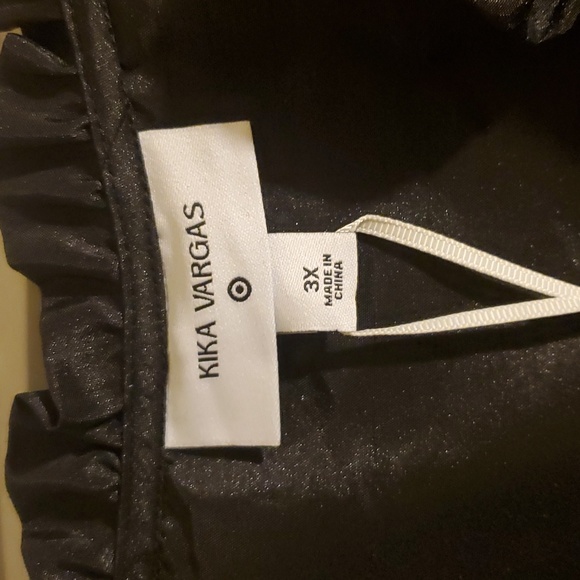 KIKA VARGAS
3X
MADE IN
CHINA